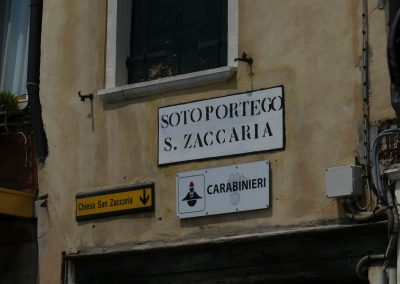 SOTOPORTEGO
S. ZACCARIA
CARABINIERI
Chiesa San Zaccaria